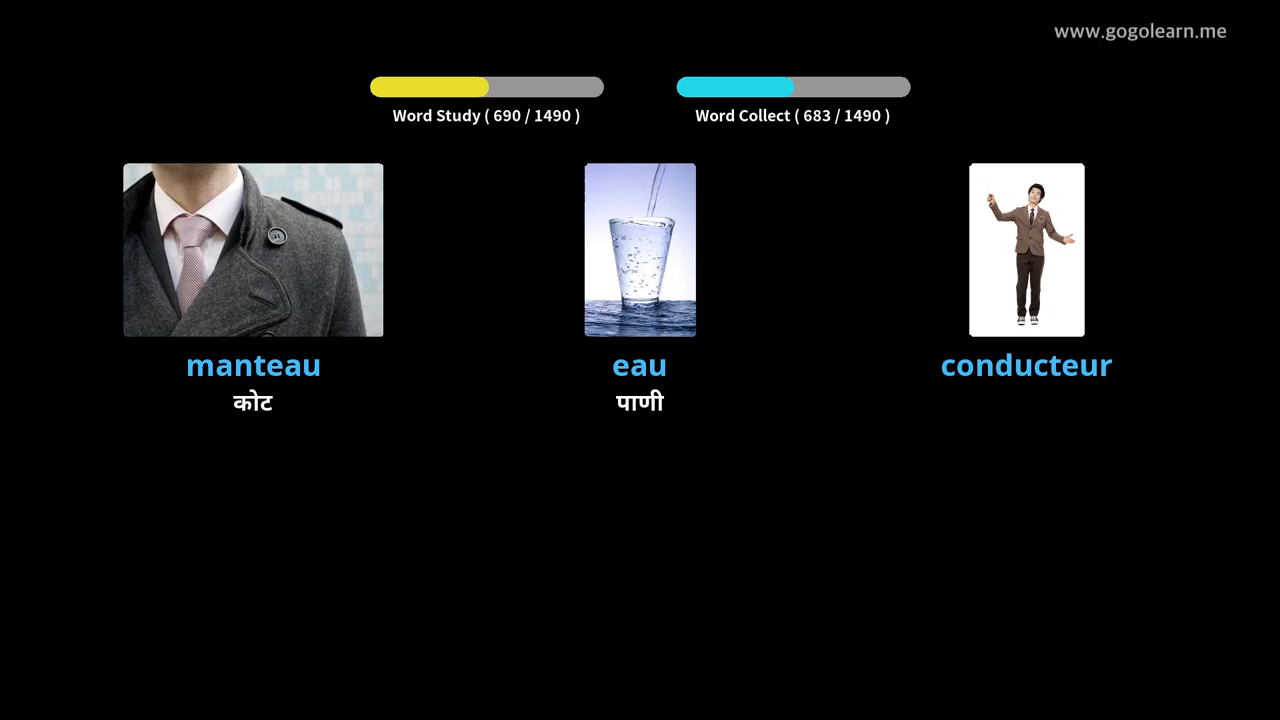 www.gogolearn.me
Word Study ( 690 / 1490 )
Word Collect ( 683 / 1490 )
manteau
कोट
eau
पाणी
conducteur